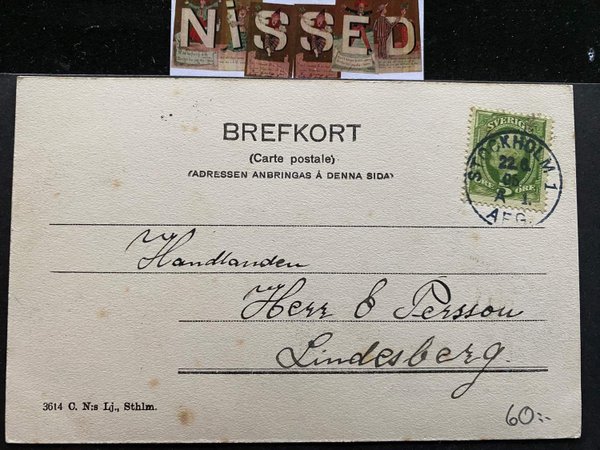 NiSSED
BREFKORT
(Carte postale)
(ADRESSEN ANBRINGAS Å DENNA SIDA)
SVERIGE
ÖRE
STOCKHOLM 1
AFG.
Handlanden
Herr E Persson
Lindesberg.
3614 C. N:s Lj., Sthlm.
60:-